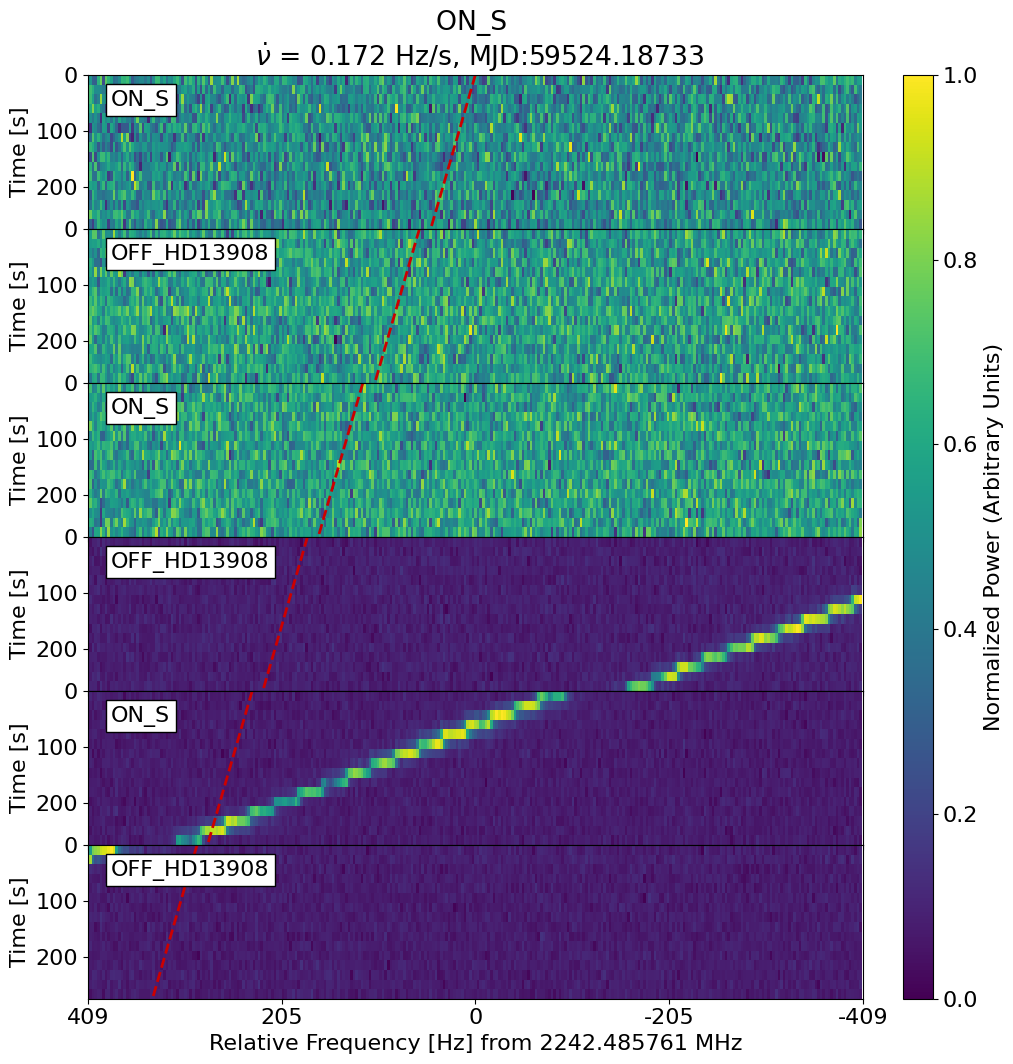 ON_S
ν̇ = 0.172 Hz/s, MJD:59524.18733
0
100
200
Time [s]
ON_S
0
100
200
Time [s]
OFF_HD13908
0
100
200
Time [s]
ON_S
0
100
200
Time [s]
OFF_HD13908
0
100
200
Time [s]
ON_S
0
100
200
Time [s]
OFF_HD13908
409 205 0 -205 -409
Relative Frequency [Hz] from 2242.485761 MHz
1.0
0.8
0.6
0.4
0.2
0.0
Normalized Power (Arbitrary Units)